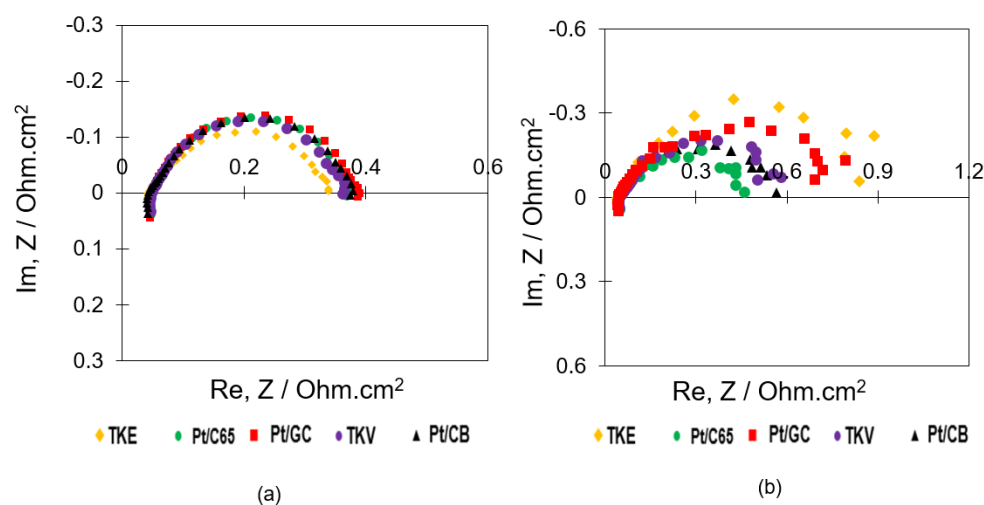 -0.3
-0.2
-0.1
0
0.1
0.2
0.3
0 0.2 0.4 0.6
Im, Z / Ohm.cm2
Re, Z / Ohm.cm2
TKE Pt/C65 Pt/GC TKV Pt/CB
(a)
-0.6
-0.3
0
0.3
0.6
0 0.3 0.6 0.9 1.2
Im, Z / Ohm.cm2
Re, Z / Ohm.cm2
TKE Pt/C65 Pt/GC TKV Pt/CB
(b)